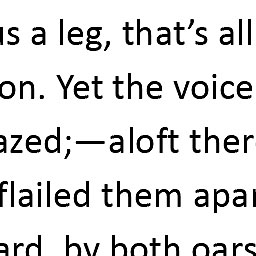 us a leg, that’s all
on. Yet the voice
azed;—aloft ther
flailed them apar
ard, by both oars